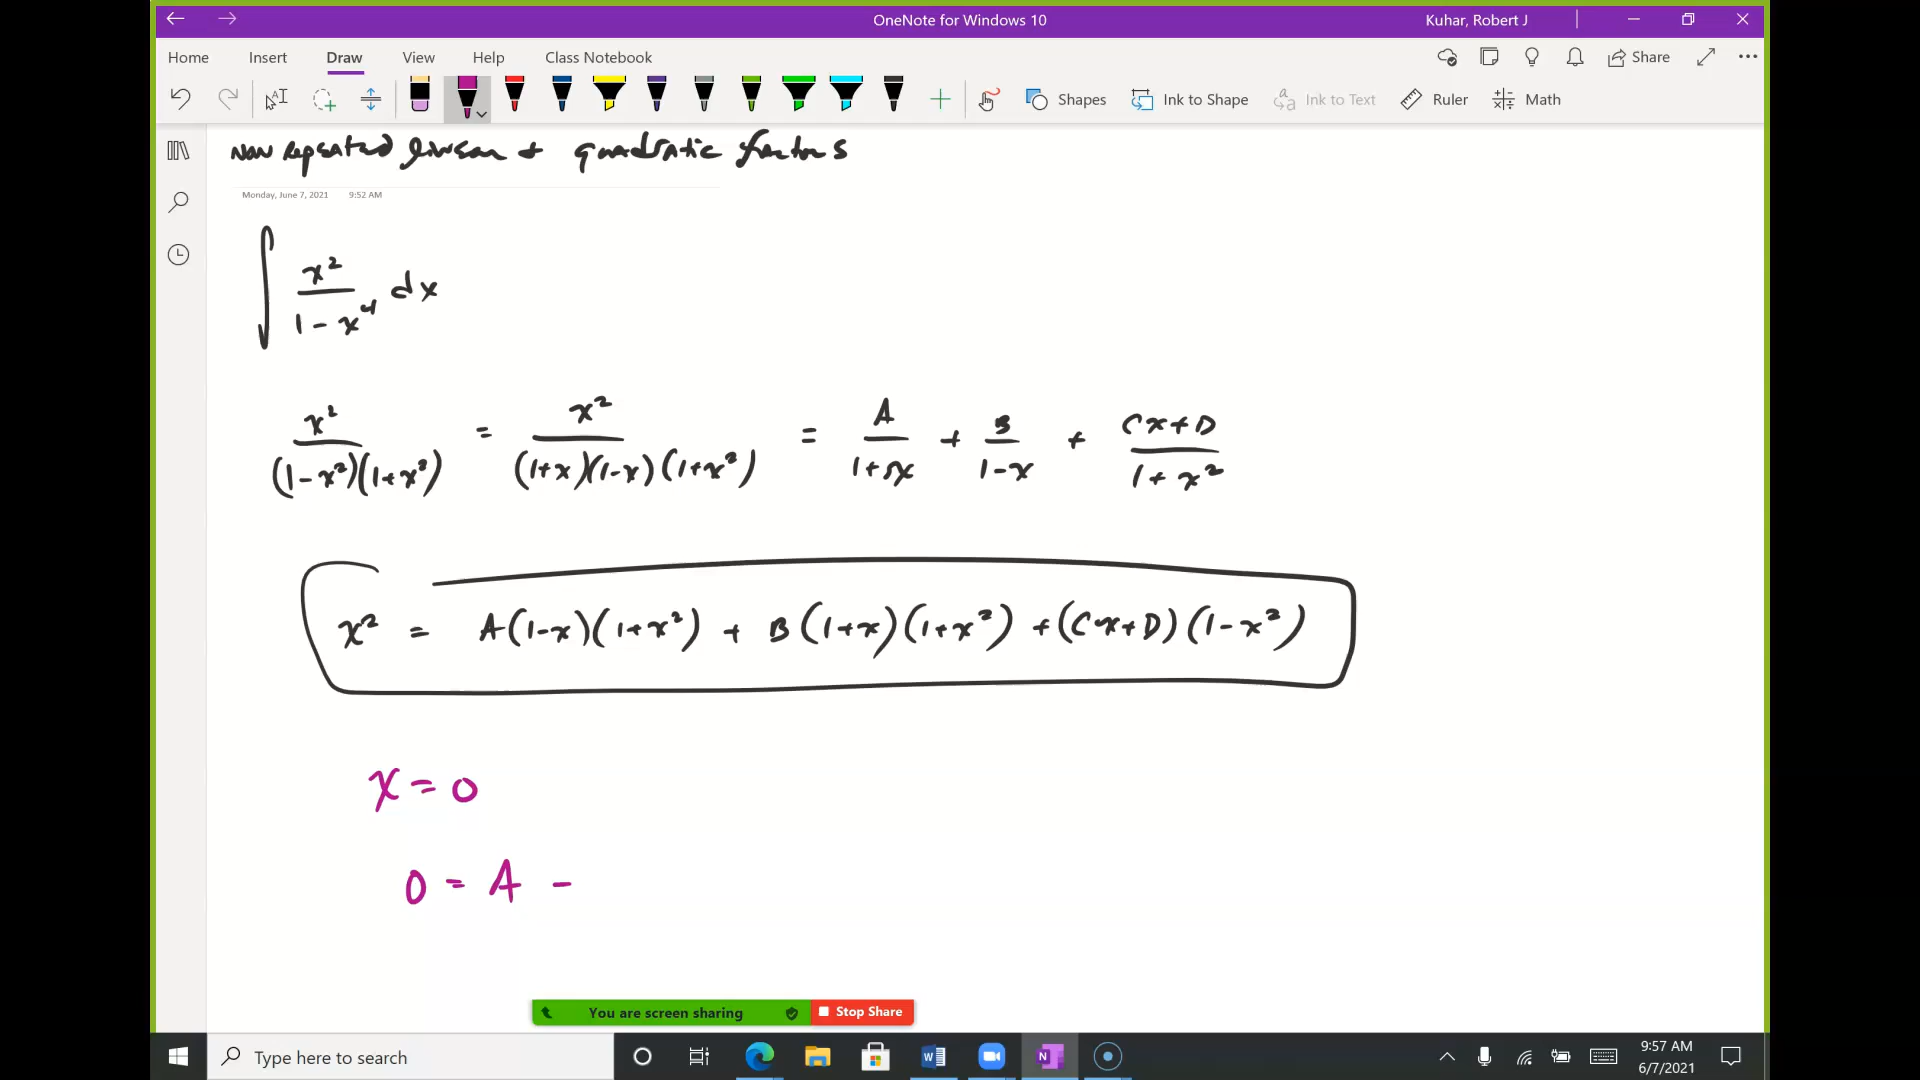 OneNote for Windows 10
Kuhar, Robert J
Home Insert Draw View Help Class Notebook
Share
Shapes Ink to Shape Ink to Text Ruler Math
Non repeated linear + quadratic factors
Monday, June 7, 2021 9:52 AM
∫ x²/(1-x⁴) dx
x²/((1-x²)(1+x²)) = x²/((1+x)(1-x)(1+x²)) = A/(1+x) + B/(1-x) + (Cx+D)/(1+x²)
x² = A(1-x)(1+x²) + B(1+x)(1+x²) + (Cx+D)(1-x²)
x = 0
0 = A -
You are screen sharing Stop Share
Type here to search
9:57 AM
6/7/2021